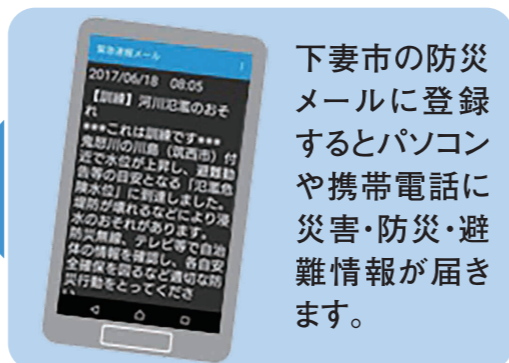 緊急速報メール
2017/06/18 08:05
【訓練】河川氾濫のおそ
れ
***これは訓練です***
鬼怒川の川島（筑西市）付
近で水位が上昇し、避難勧
告等の目安となる「氾濫危
険水位」に到達しました。
堤防が壊れるなどにより浸
水のおそれがあります。
防災無線、テレビ等で自治
体の情報を確認し、各自安
全確保を図るなど適切な防
災行動をとってくださ
下妻市の防災
メールに登録
するとパソコン
や携帯電話に
災害・防災・避
難情報が届き
ます。